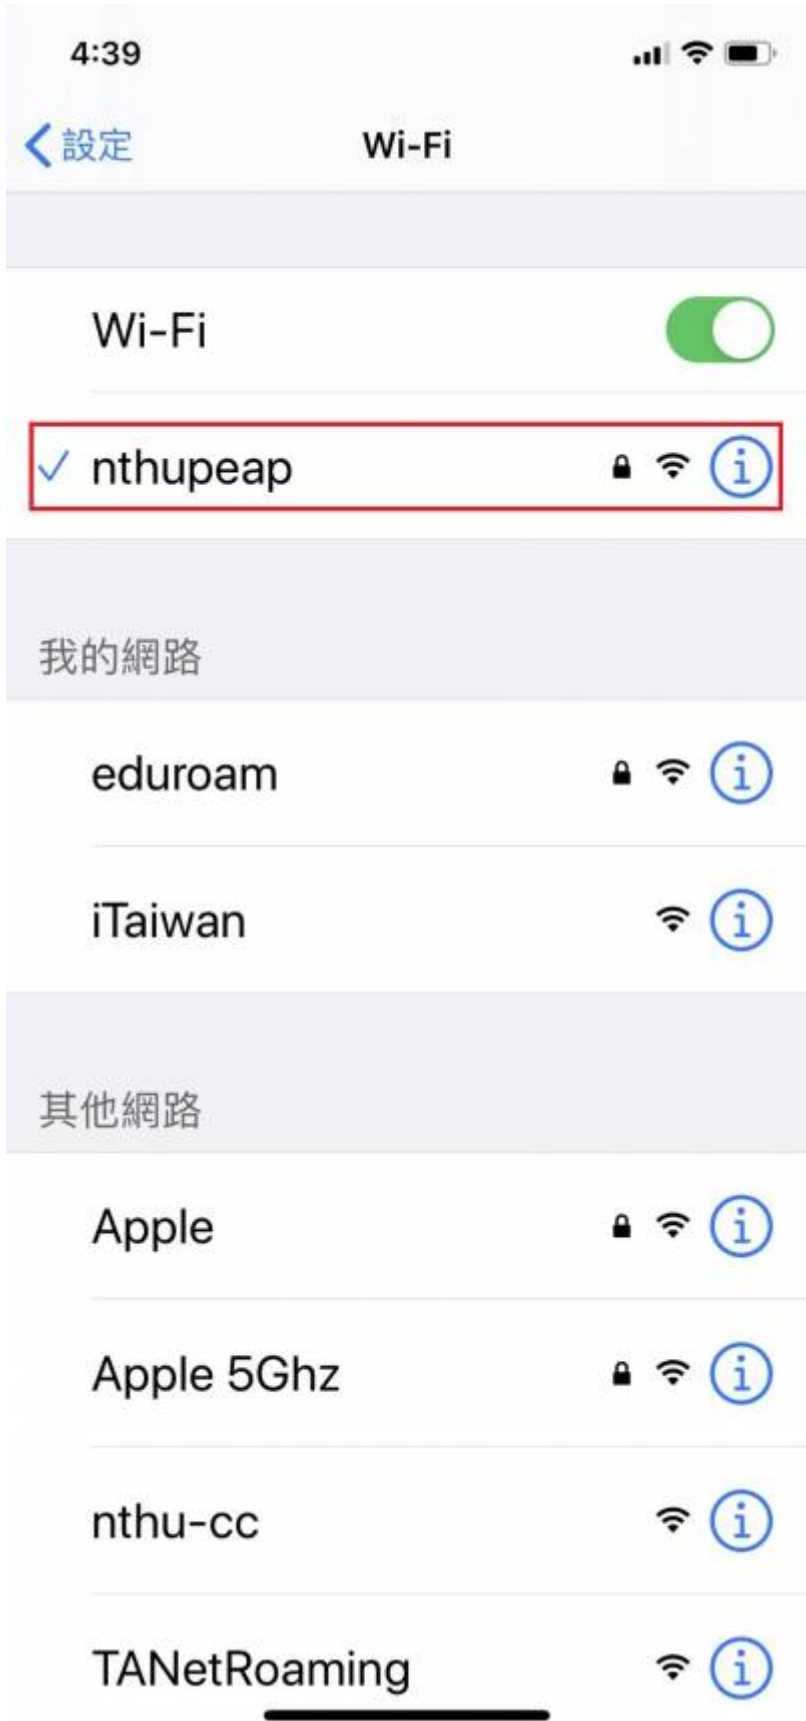 4:39
設定 Wi-Fi
Wi-Fi
nthupeap
我的網路
eduroam
iTaiwan
其他網路
Apple
Apple 5Ghz
nthu-cc
TANetRoaming